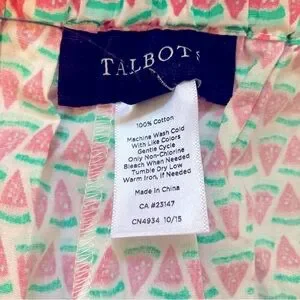 TALBOTS
100% Cotton
Machine Wash Cold
With Like Colors
Gentle Cycle
Only Non-Chlorine
Bleach When Needed
Tumble Dry Low
Warm Iron, If Needed
Made in China
CA #23147
CN4934 10/15